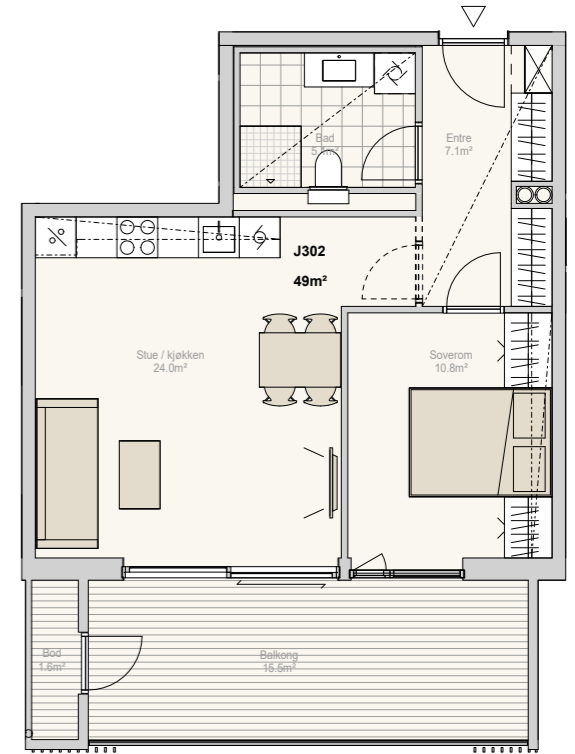 Bad
Entre
7.1m²
J302
49m²
Stue / kjøkken
24.0m²
Soverom
10.8m²
Bod
1.6m²
Balkong
15.5m²